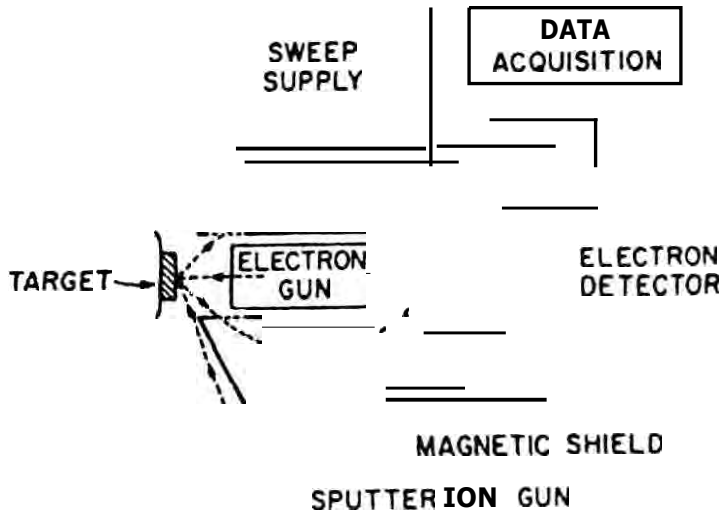 SWEEP
SUPPLY
DATA
ACQUISITION
TARGET
ELECTRON
GUN
ELECTRON
DETECTOR
MAGNETIC SHIELD
SPUTTER ION GUN